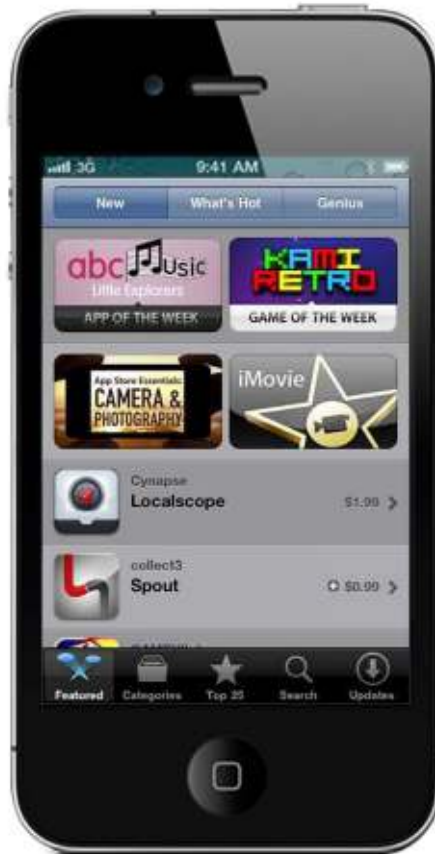 3G 9:41 AM
New What's Hot Genius
abc Music
Little Explorers
APP OF THE WEEK
KAMI
RETRO
GAME OF THE WEEK
App Store Essentials:
CAMERA &
PHOTOGRAPHY
iMovie
Cynapse
Localscope $1.99
collect3
Spout $0.99
Featured Categories Top 25 Search Updates